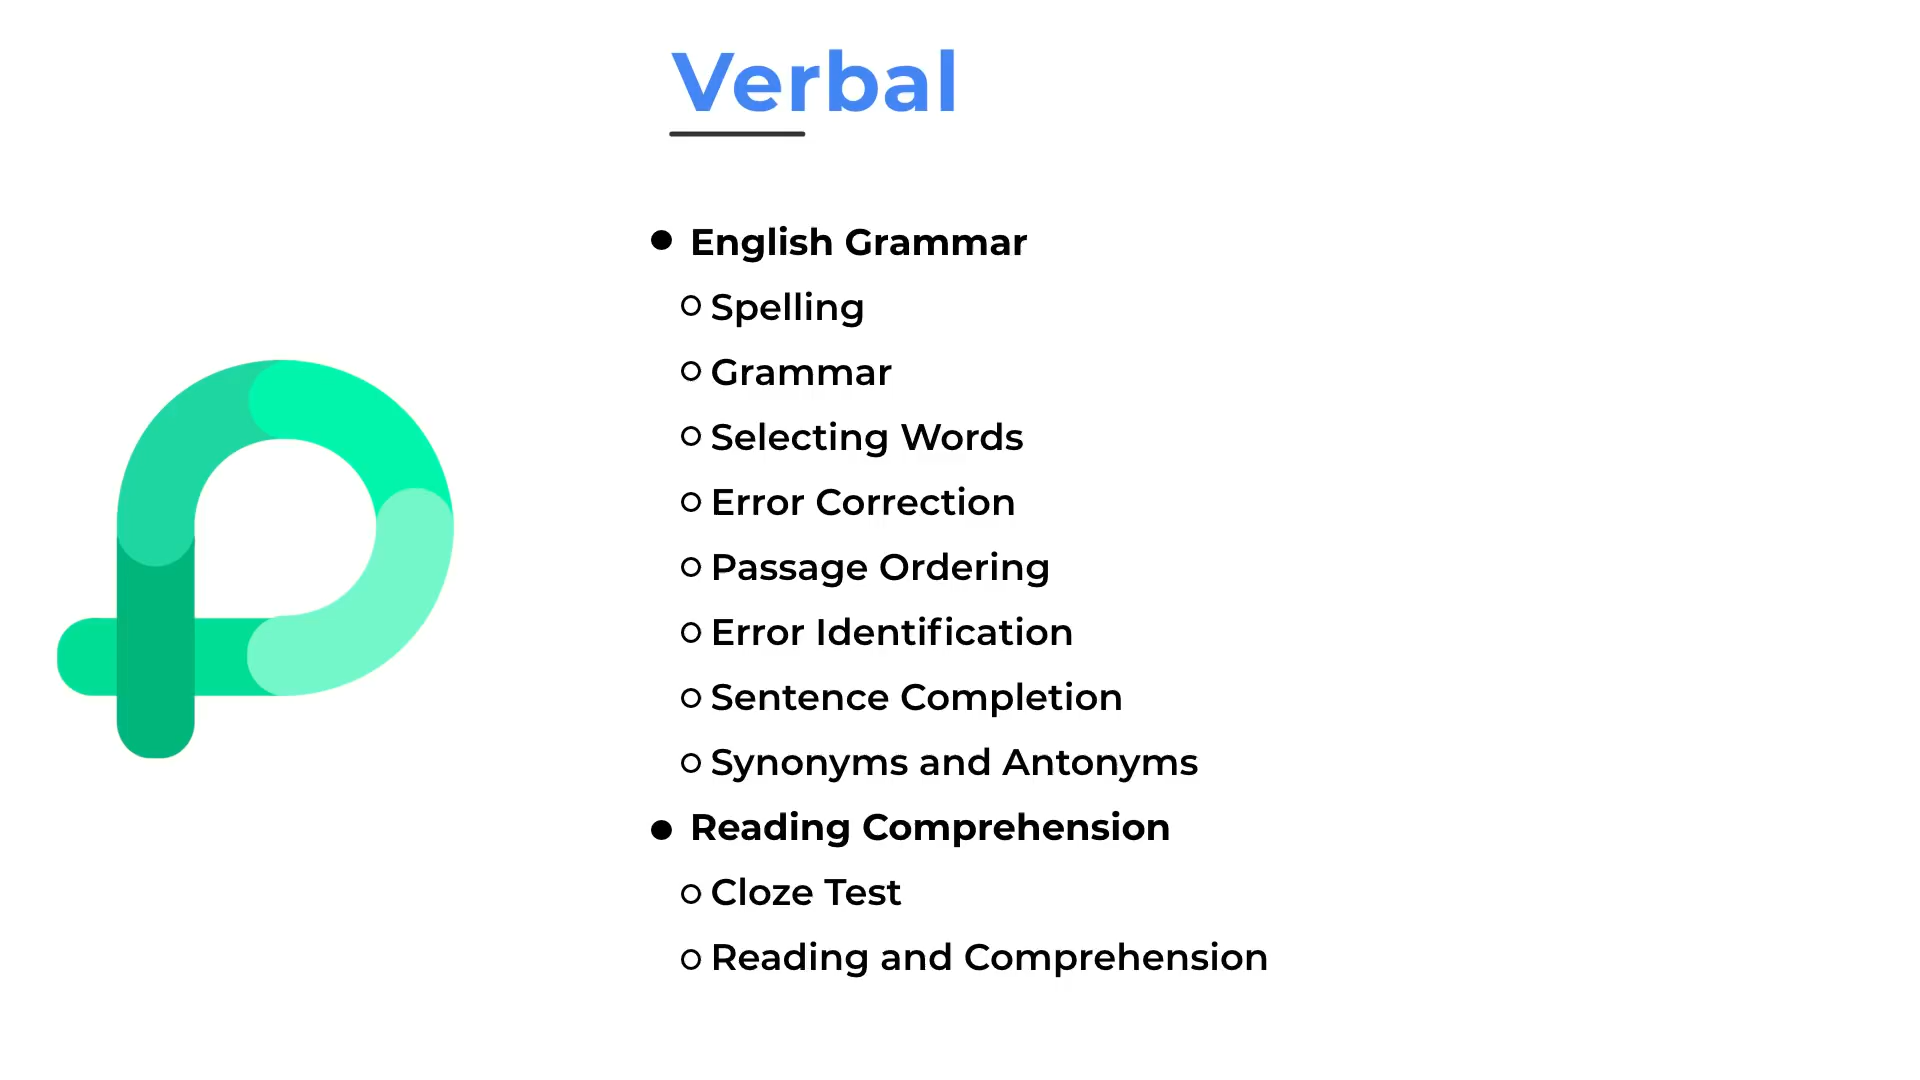 Verbal
English Grammar
Spelling
Grammar
Selecting Words
Error Correction
Passage Ordering
Error Identification
Sentence Completion
Synonyms and Antonyms
Reading Comprehension
Cloze Test
Reading and Comprehension